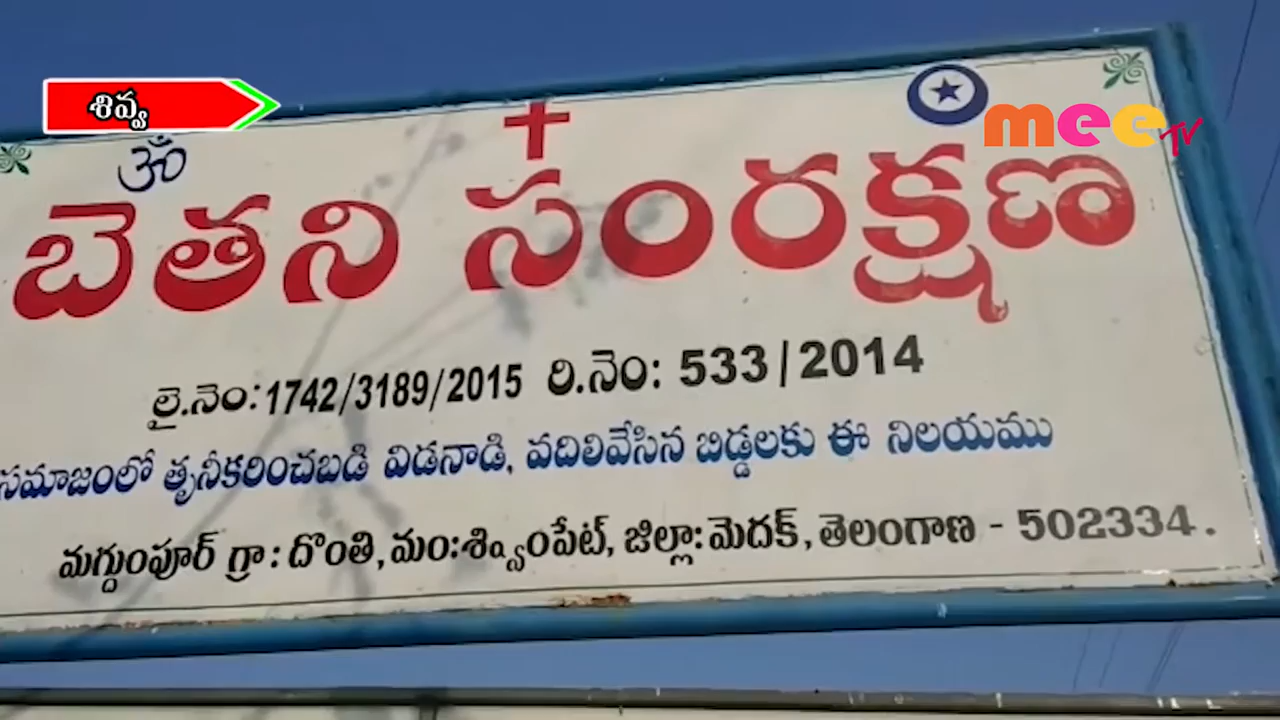 శివ్వ
mee TV
ॐ
బెతని సంరక్షణ
లై.నెం:1742/3189/2015 రి.నెం: 533/2014
సమాజంలో తృనీకరించబడి విడనాడి, వదిలివేసిన బిడ్డలకు ఈ నిలయము
మగ్దుంపూర్ గ్రా: దొంతి, మం:శివ్వంపేట్, జిల్లా: మెదక్, తెలంగాణ - 502334.